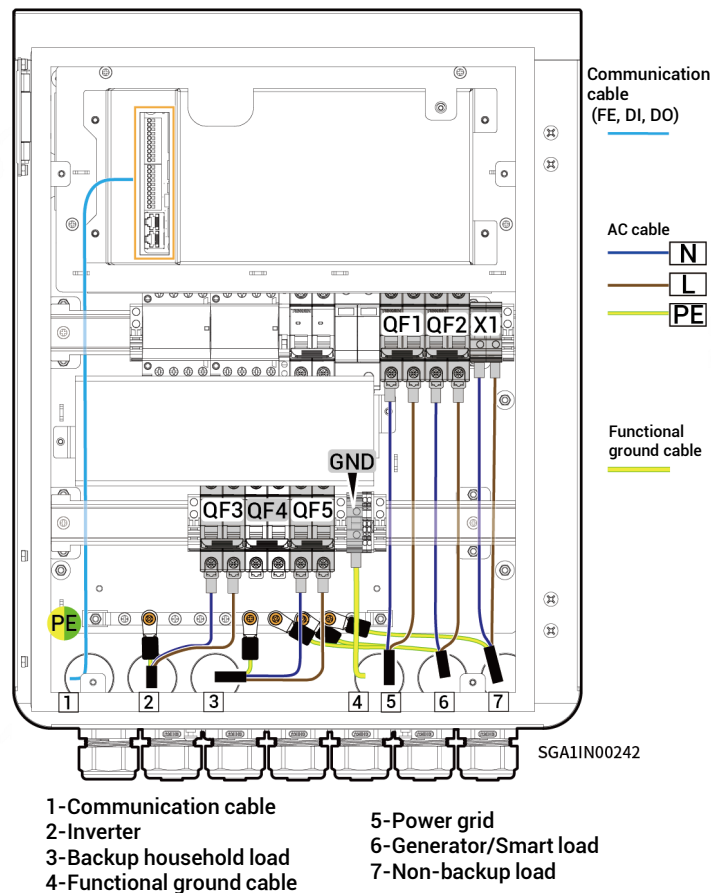 Communication
cable
(FE, DI, DO)
AC cable
N
L
PE
QF1 QF2 X1
Functional
ground cable
GND
QF3 QF4 QF5
PE
1 2 3 4 5 6 7
SGA1IN00242
1-Communication cable
2-Inverter
3-Backup household load
4-Functional ground cable
5-Power grid
6-Generator/Smart load
7-Non-backup load